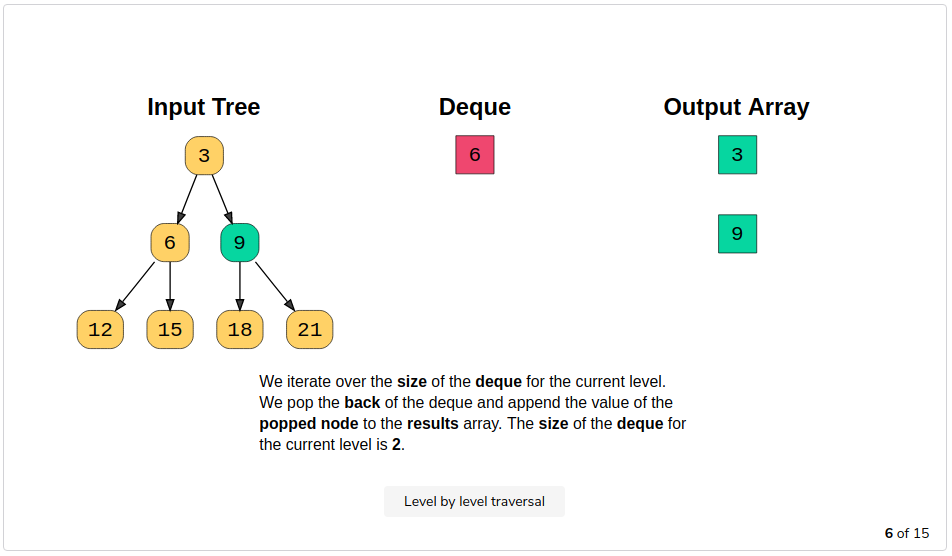 Input Tree
Deque
Output Array
3
6
3
6
9
9
12
15
18
21
We iterate over the size of the deque for the current level.
We pop the back of the deque and append the value of the
popped node to the results array. The size of the deque for
the current level is 2.
Level by level traversal
6 of 15